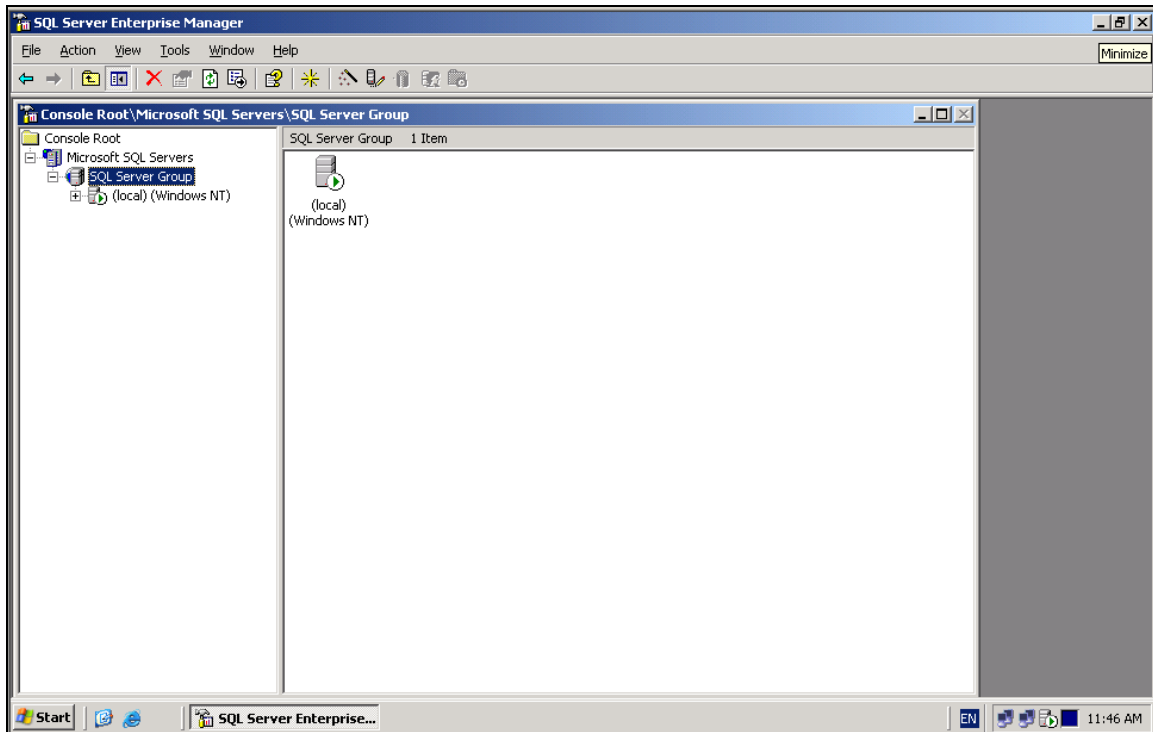 SQL Server Enterprise Manager
File Action View Tools Window Help
Minimize
Console Root\Microsoft SQL Servers\SQL Server Group
Console Root
Microsoft SQL Servers
SQL Server Group
(local) (Windows NT)
SQL Server Group 1 Item
(local)
(Windows NT)
Start
SQL Server Enterprise...
EN
11:46 AM